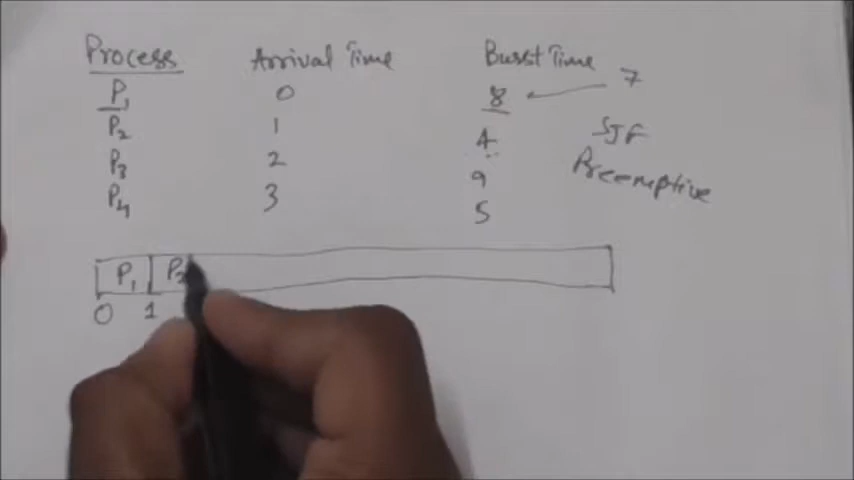 Process Arrival Time Burst Time
P1 0 8 7
P2 1 4 SJF
P3 2 9 Preemptive
P4 3 5
P1 P2
0 1